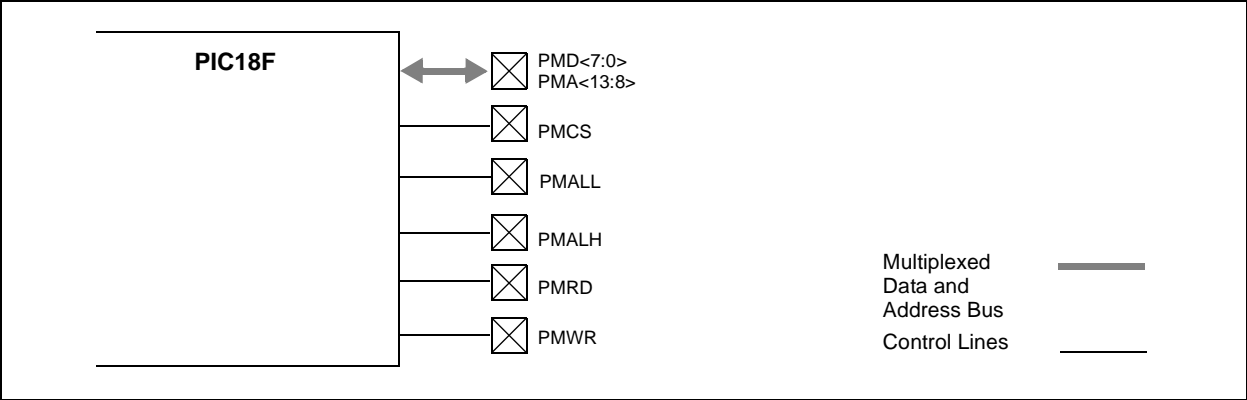 PIC18F
PMD<7:0>
PMA<13:8>
PMCS
PMALL
PMALH
PMRD
PMWR
Multiplexed
Data and
Address Bus
Control Lines